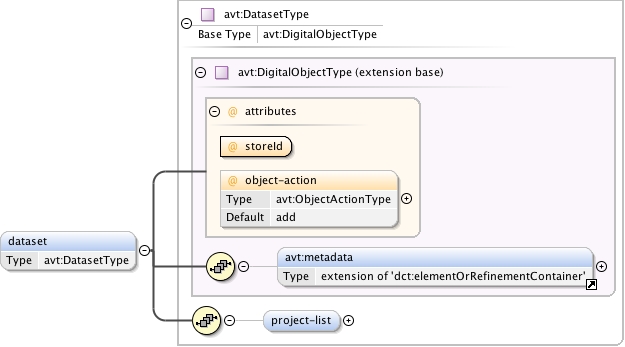 avt:DatasetType
Base Type avt:DigitalObjectType
avt:DigitalObjectType (extension base)
@ attributes
@ storeId
@ object-action
Type avt:ObjectActionType
Default add
dataset
Type avt:DatasetType
avt:metadata
Type extension of 'dct:elementOrRefinementContainer'
project-list